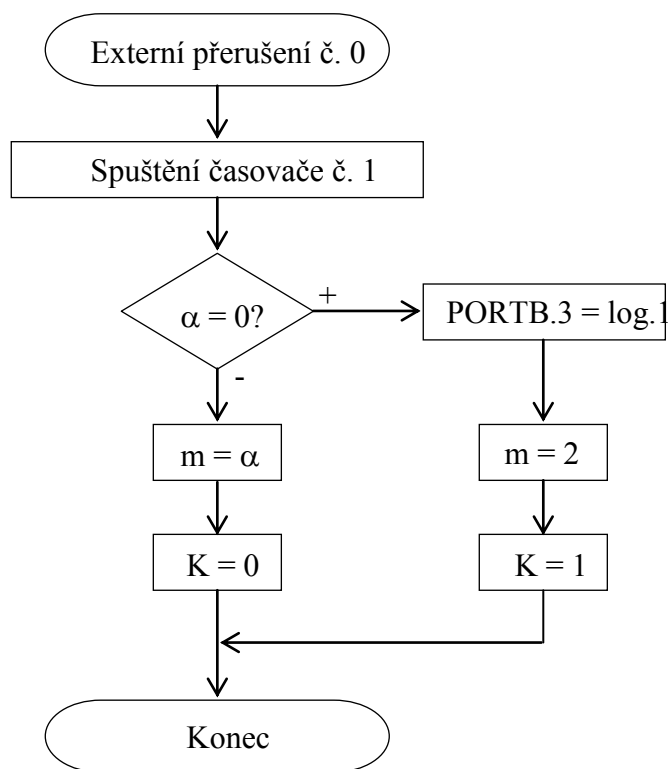 Externí přerušení č. 0
Spuštění časovače č. 1
α = 0?
+
PORTB.3 = log.1
-
m = α
m = 2
K = 0
K = 1
Konec